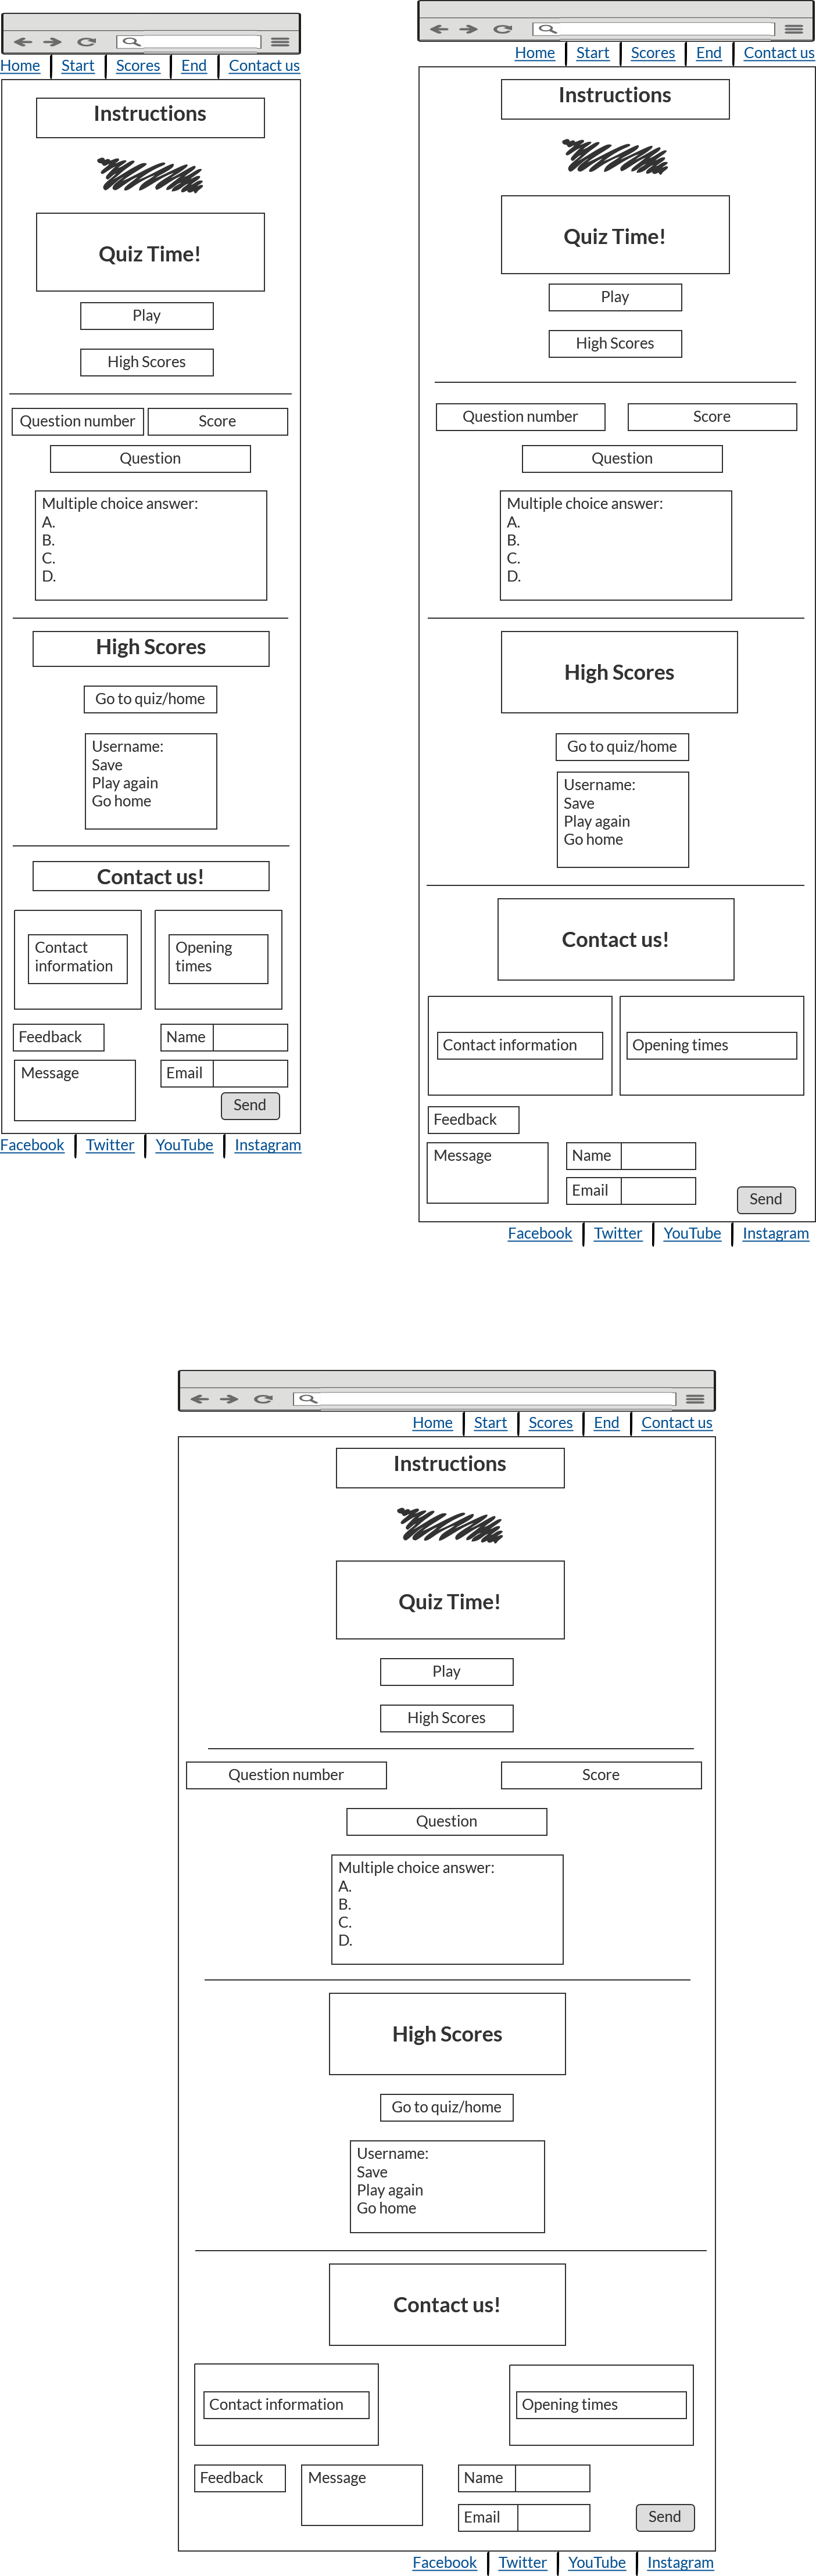 Home Start Scores End Contact us
Instructions
Quiz Time!
Play
High Scores
Question number Score
Question
Multiple choice answer:
A.
B.
C.
D.
High Scores
Go to quiz/home
Username:
Save
Play again
Go home
Contact us!
Contact
information
Opening
times
Feedback Name
Message Email
Send
Facebook Twitter YouTube Instagram
Home Start Scores End Contact us
Instructions
Quiz Time!
Play
High Scores
Question number Score
Question
Multiple choice answer:
A.
B.
C.
D.
High Scores
Go to quiz/home
Username:
Save
Play again
Go home
Contact us!
Contact information Opening times
Feedback
Message Name
Email Send
Facebook Twitter YouTube Instagram
Home Start Scores End Contact us
Instructions
Quiz Time!
Play
High Scores
Question number Score
Question
Multiple choice answer:
A.
B.
C.
D.
High Scores
Go to quiz/home
Username:
Save
Play again
Go home
Contact us!
Contact information Opening times
Feedback Message Name
Email Send
Facebook Twitter YouTube Instagram